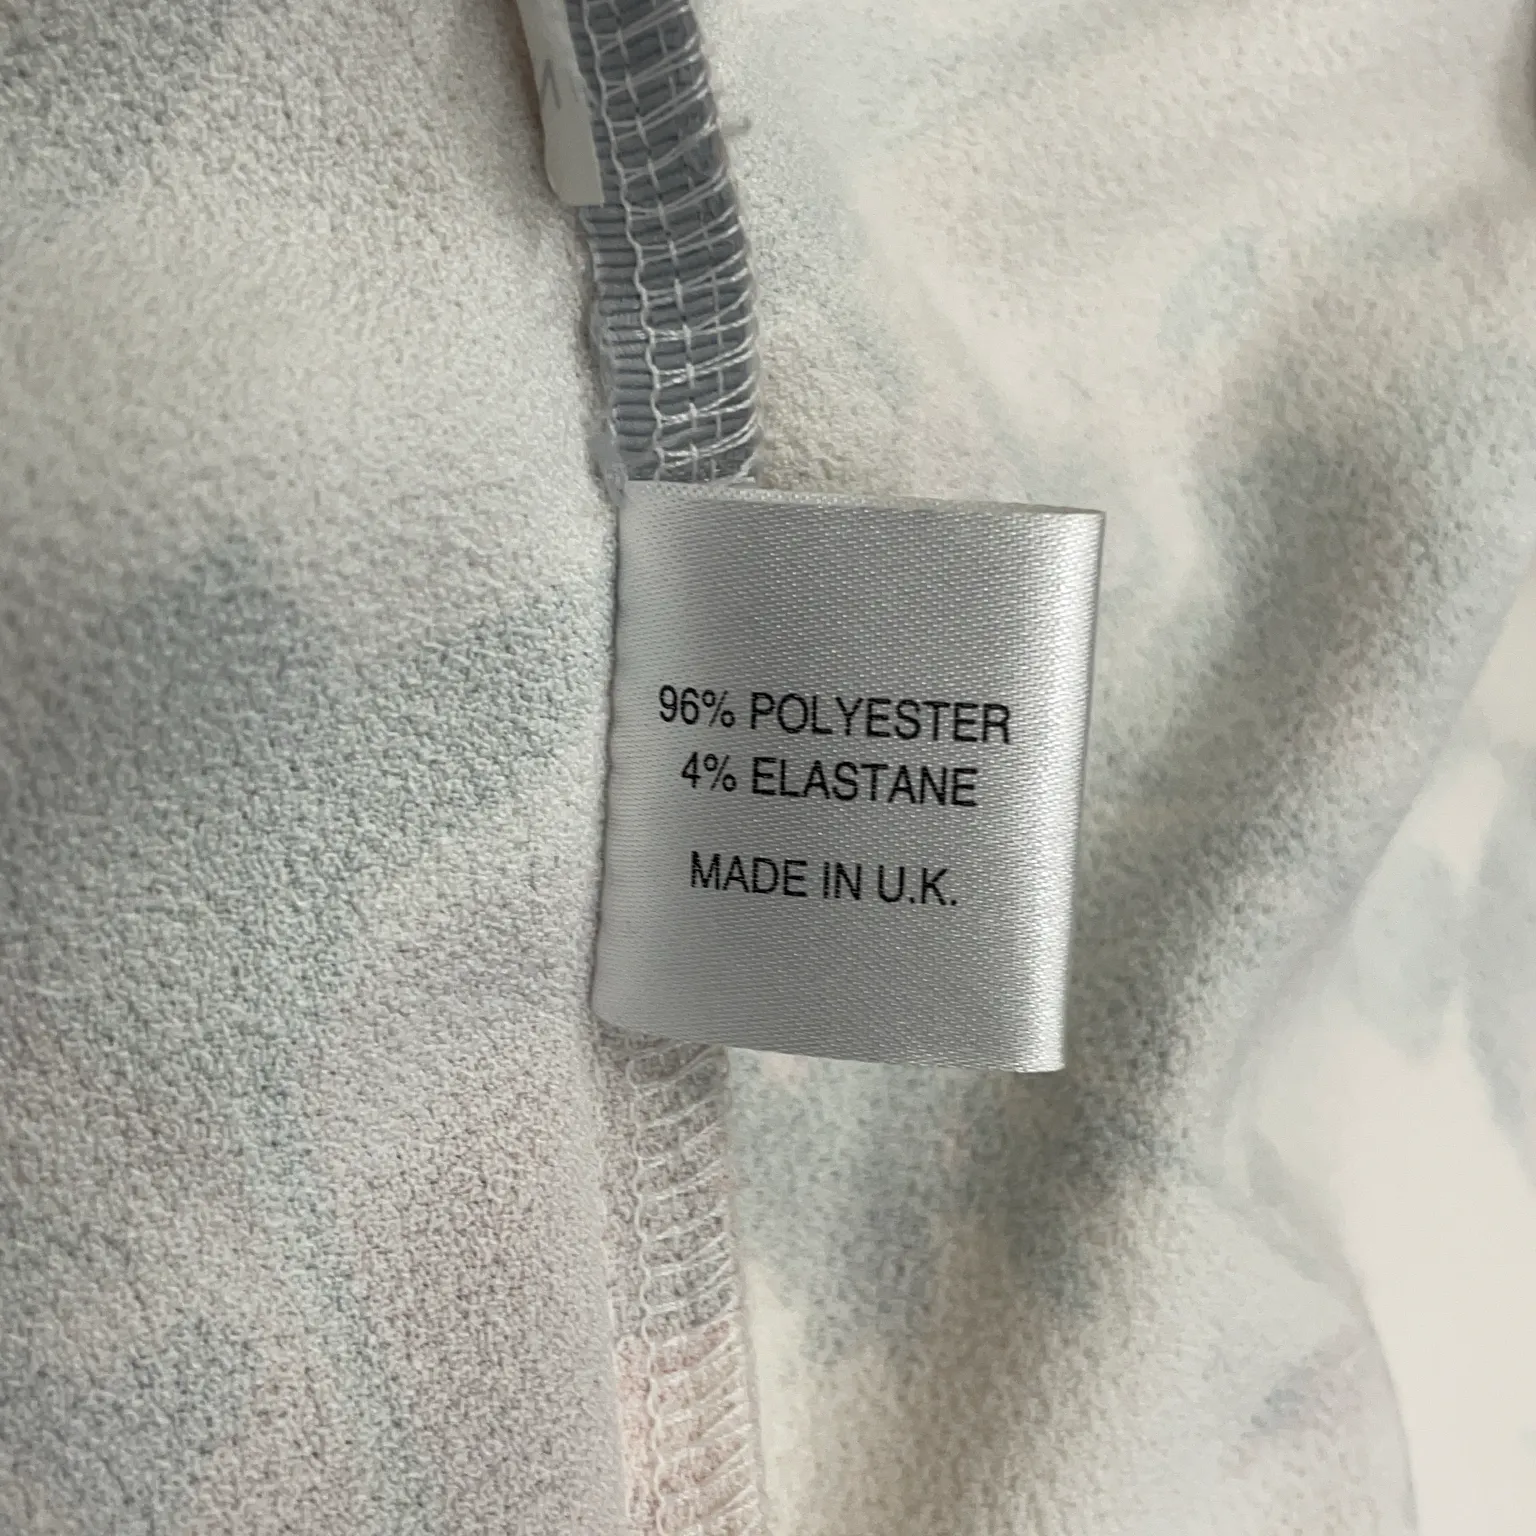 96% POLYESTER
4% ELASTANE
MADE IN U.K.